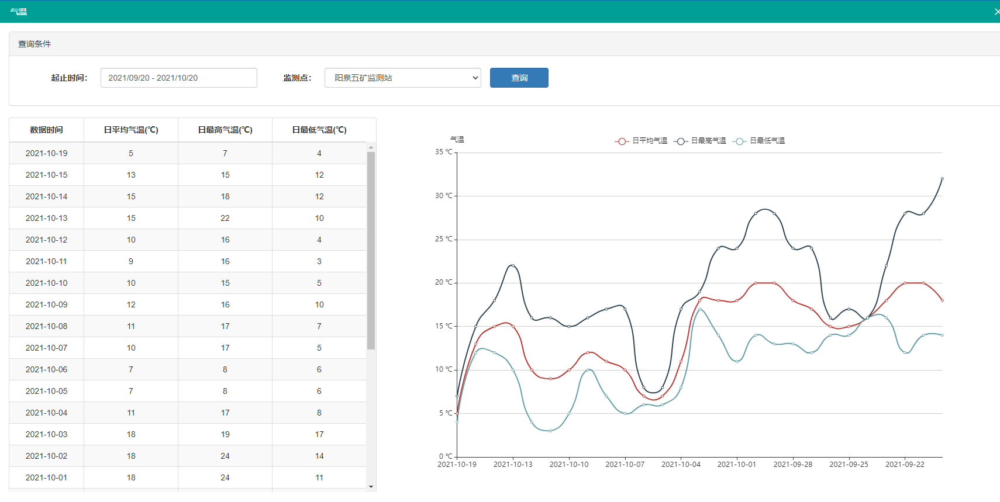 气温
查询条件
起止时间： 2021/09/20 - 2021/10/20 监测点： 阳泉五矿监测站 查询
数据时间 日平均气温(℃) 日最高气温(℃) 日最低气温(℃)
2021-10-19 5 7 4
2021-10-15 13 15 12
2021-10-14 15 18 12
2021-10-13 15 22 10
2021-10-12 10 16 4
2021-10-11 9 16 3
2021-10-10 10 15 5
2021-10-09 12 16 10
2021-10-08 11 17 7
2021-10-07 10 17 5
2021-10-06 7 8 6
2021-10-05 7 8 6
2021-10-04 11 17 8
2021-10-03 18 19 17
2021-10-02 18 24 14
2021-10-01 18 24 11
气温
日平均气温 日最高气温 日最低气温
35 ℃
30 ℃
25 ℃
20 ℃
15 ℃
10 ℃
5 ℃
0 ℃
2021-10-19 2021-10-13 2021-10-10 2021-10-07 2021-10-04 2021-10-01 2021-09-28 2021-09-25 2021-09-22